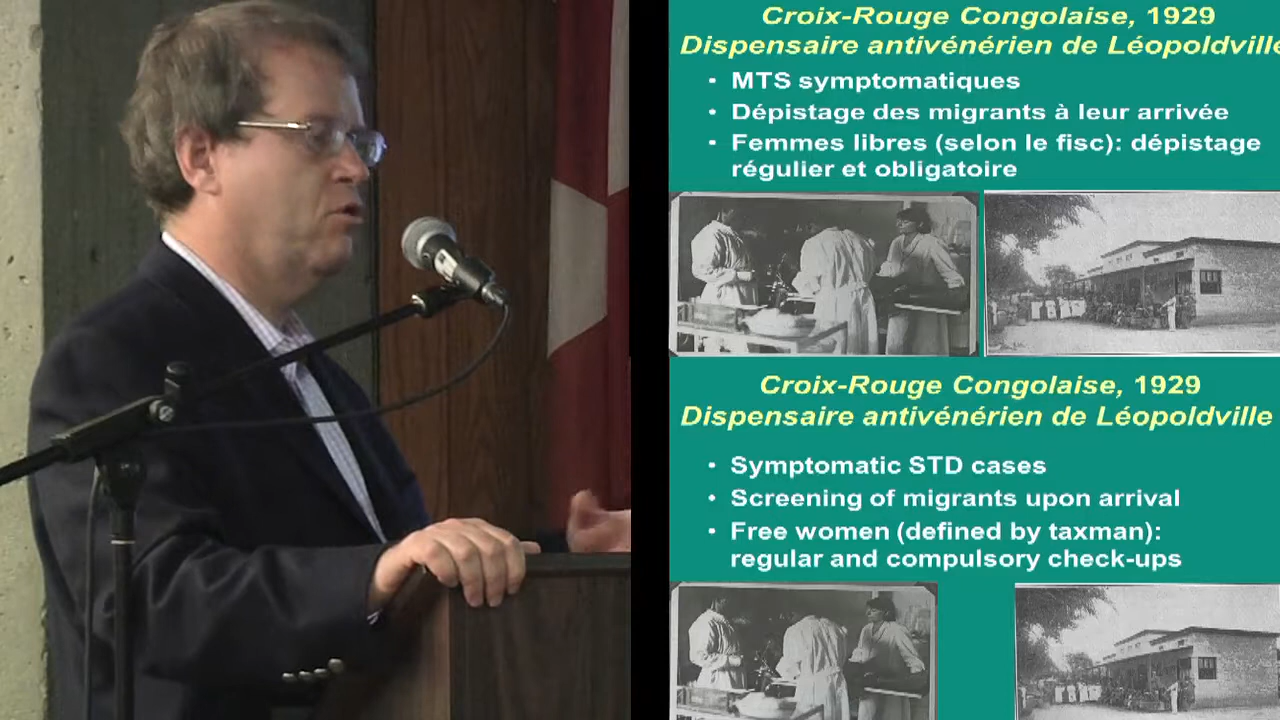 Croix-Rouge Congolaise, 1929
Dispensaire antivénérien de Léopoldville
• MTS symptomatiques
• Dépistage des migrants à leur arrivée
• Femmes libres (selon le fisc): dépistage
régulier et obligatoire
Croix-Rouge Congolaise, 1929
Dispensaire antivénérien de Léopoldville
• Symptomatic STD cases
• Screening of migrants upon arrival
• Free women (defined by taxman):
regular and compulsory check-ups